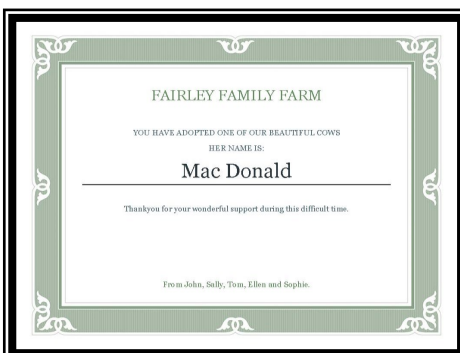 FAIRLEY FAMILY FARM
YOU HAVE ADOPTED ONE OF OUR BEAUTIFUL COWS
HER NAME IS:
Mac Donald
Thankyou for your wonderful support during this difficult time.
From John, Sally, Tom, Ellen and Sophie.